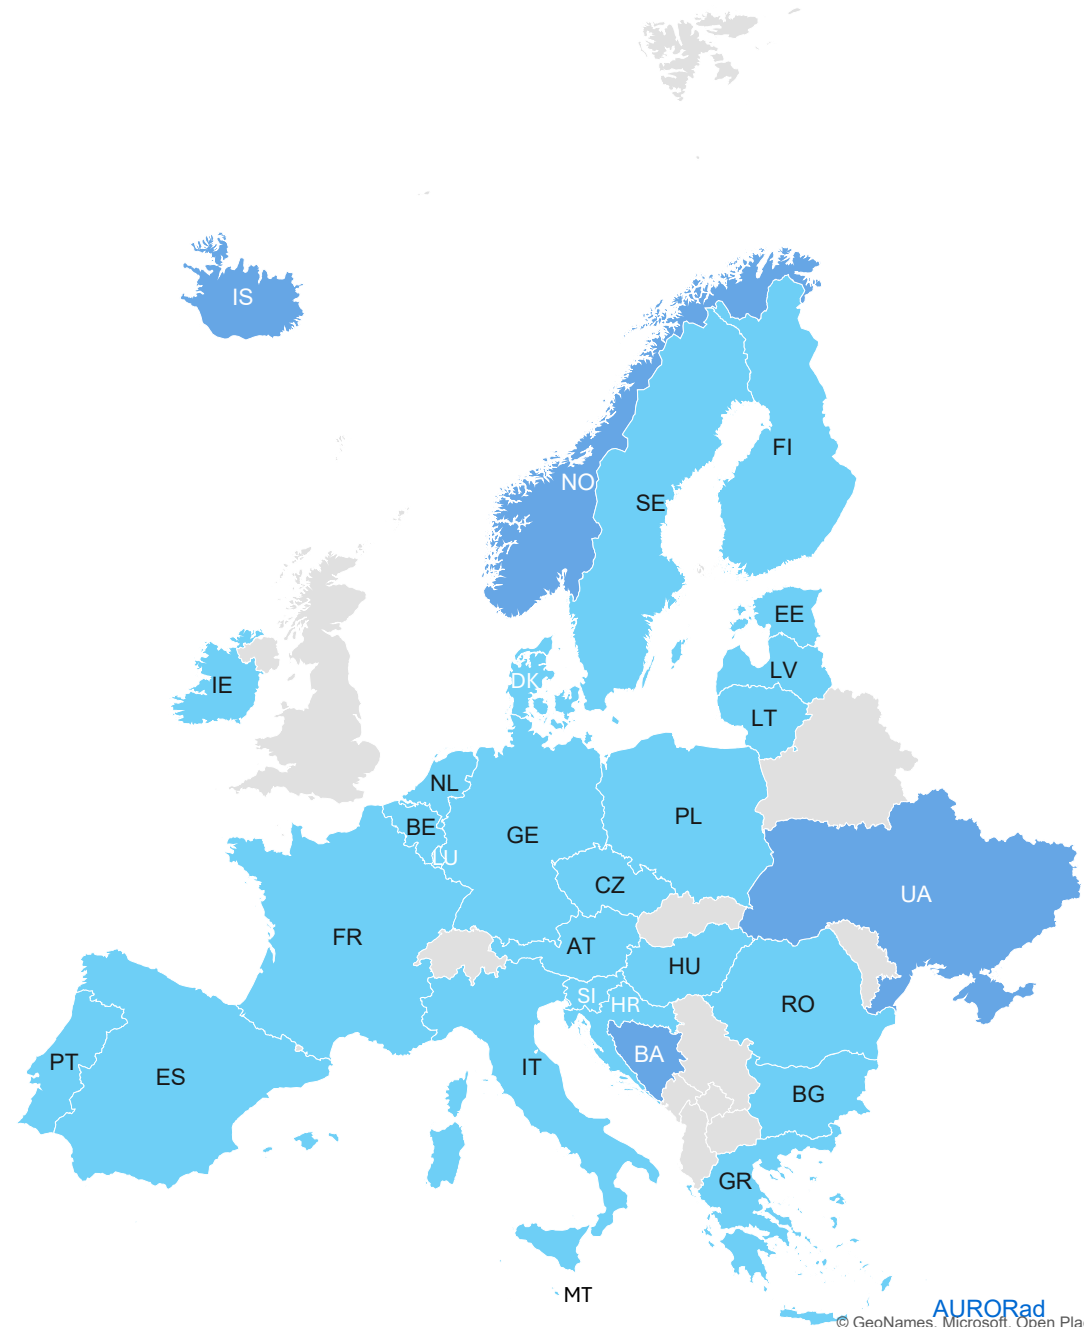 IS
NO
FI
SE
EE
LV
LT
DK
IE
NL
BE
LU
GE
PL
CZ
UA
FR
AT
HU
SI
HR
RO
BA
IT
PT
ES
BG
GR
MT
AURORad
© GeoNames, Microsoft, Open Pla